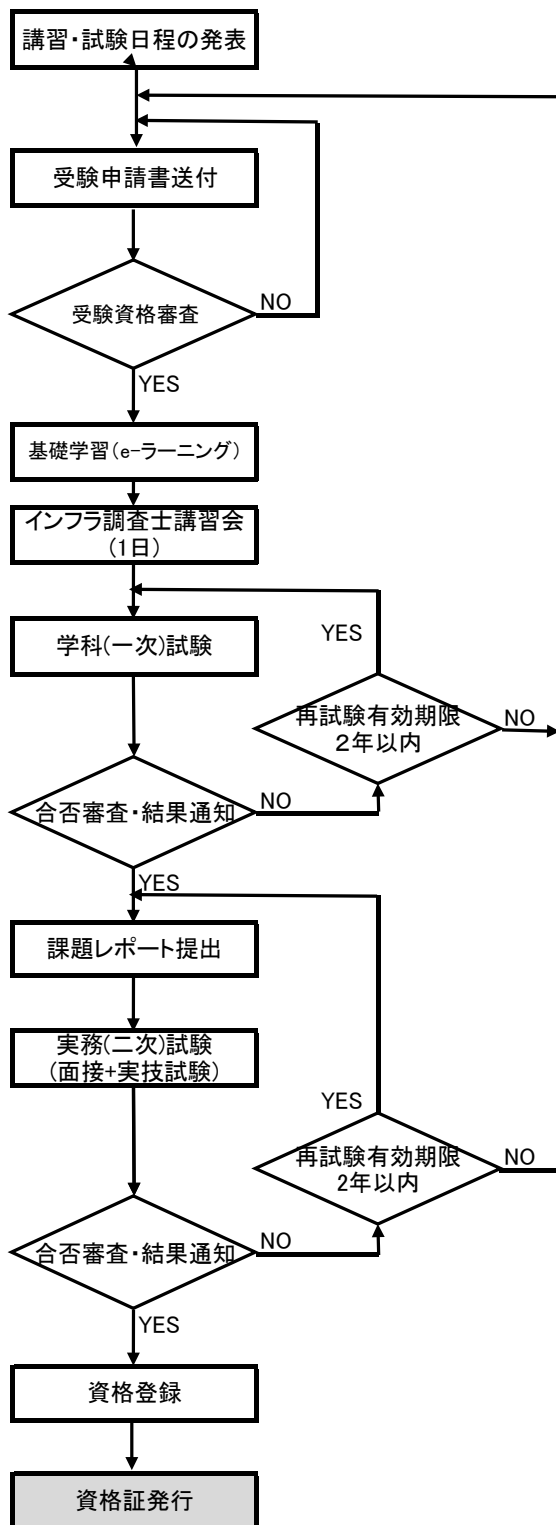 講習・試験日程の発表
受験申請書送付
受験資格審査
NO
YES
基礎学習(e-ラーニング)
インフラ調査士講習会
(1日)
学科(一次)試験
YES
再試験有効期限
２年以内
NO
合否審査・結果通知
NO
YES
課題レポート提出
実務(二次)試験
(面接+実技試験)
YES
再試験有効期限
2年以内
NO
合否審査・結果通知
NO
YES
資格登録
資格証発行